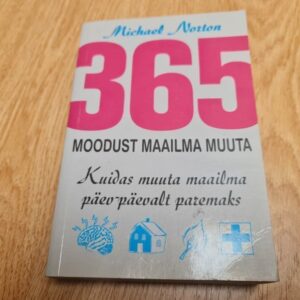 Michael Norton
365
MOODUST MAAILMA MUUTA
Kuidas muuta maailma
päev-päevalt paremaks